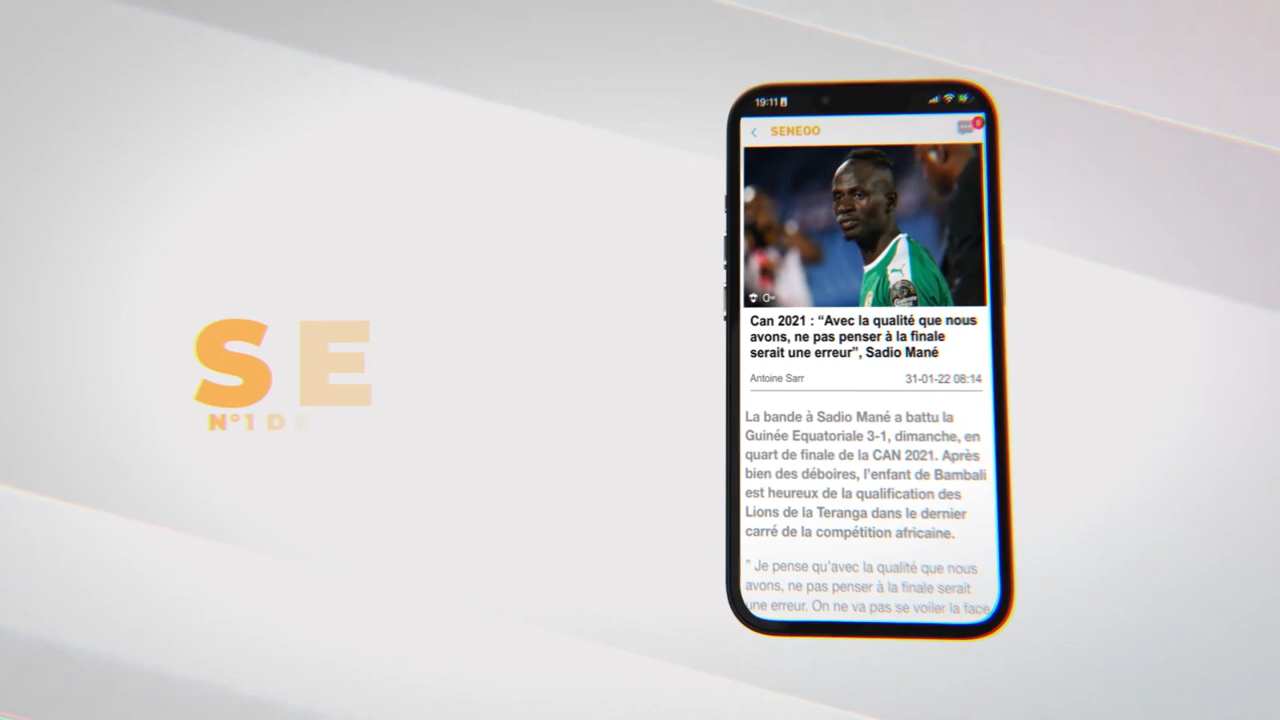 SE
N°1 D
19:11
SENEGO
Can 2021 : “Avec la qualité que nous
avons, ne pas penser à la finale
serait une erreur”, Sadio Mané
Antoine Sarr
31-01-22 08:14
La bande à Sadio Mané a battu la
Guinée Equatoriale 3-1, dimanche, en
quart de finale de la CAN 2021. Après
bien des déboires, l'enfant de Bambali
est heureux de la qualification des
Lions de la Teranga dans le dernier
carré de la compétition africaine.
" Je pense qu'avec la qualité que nous
avons, ne pas penser à la finale serait
une erreur. On ne va pas se voiler la face